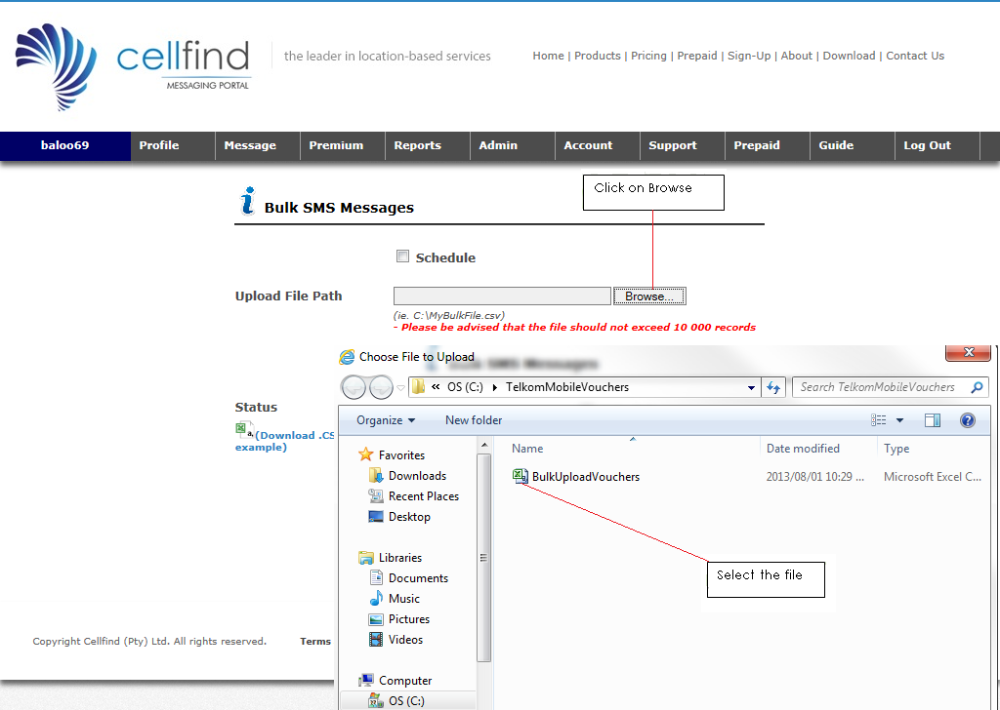 cellfind
MESSAGING PORTAL
the leader in location-based services
Home | Products | Pricing | Prepaid | Sign-Up | About | Download | Contact Us
baloo69 Profile Message Premium Reports Admin Account Support Prepaid Guide Log Out
Click on Browse
Bulk SMS Messages
Schedule
Upload File Path
Browse...
(ie. C:\MyBulkFile.csv)
- Please be advised that the file should not exceed 10 000 records
Choose File to Upload
Bulk SMS Messages
« OS (C:) TelkomMobileVouchers
Search TelkomMobileVouchers
Status
(Download .CS
example)
Organize New folder
Name Date modified Type
Favorites
Downloads
Recent Places
Desktop
BulkUploadVouchers 2013/08/01 10:29 ... Microsoft Excel C...
Libraries
Documents
Music
Pictures
Videos
Select the file
Computer
OS (C:)
Copyright Cellfind (Pty) Ltd. All rights reserved. Terms